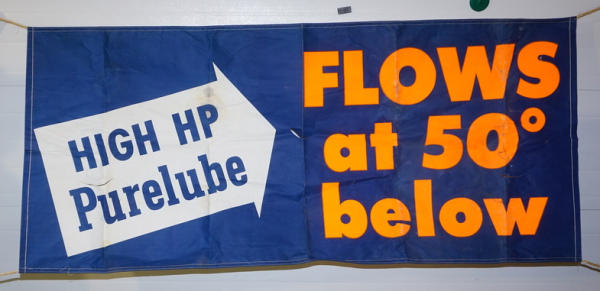 HIGH HP
Purelube
FLOWS
at 50°
below